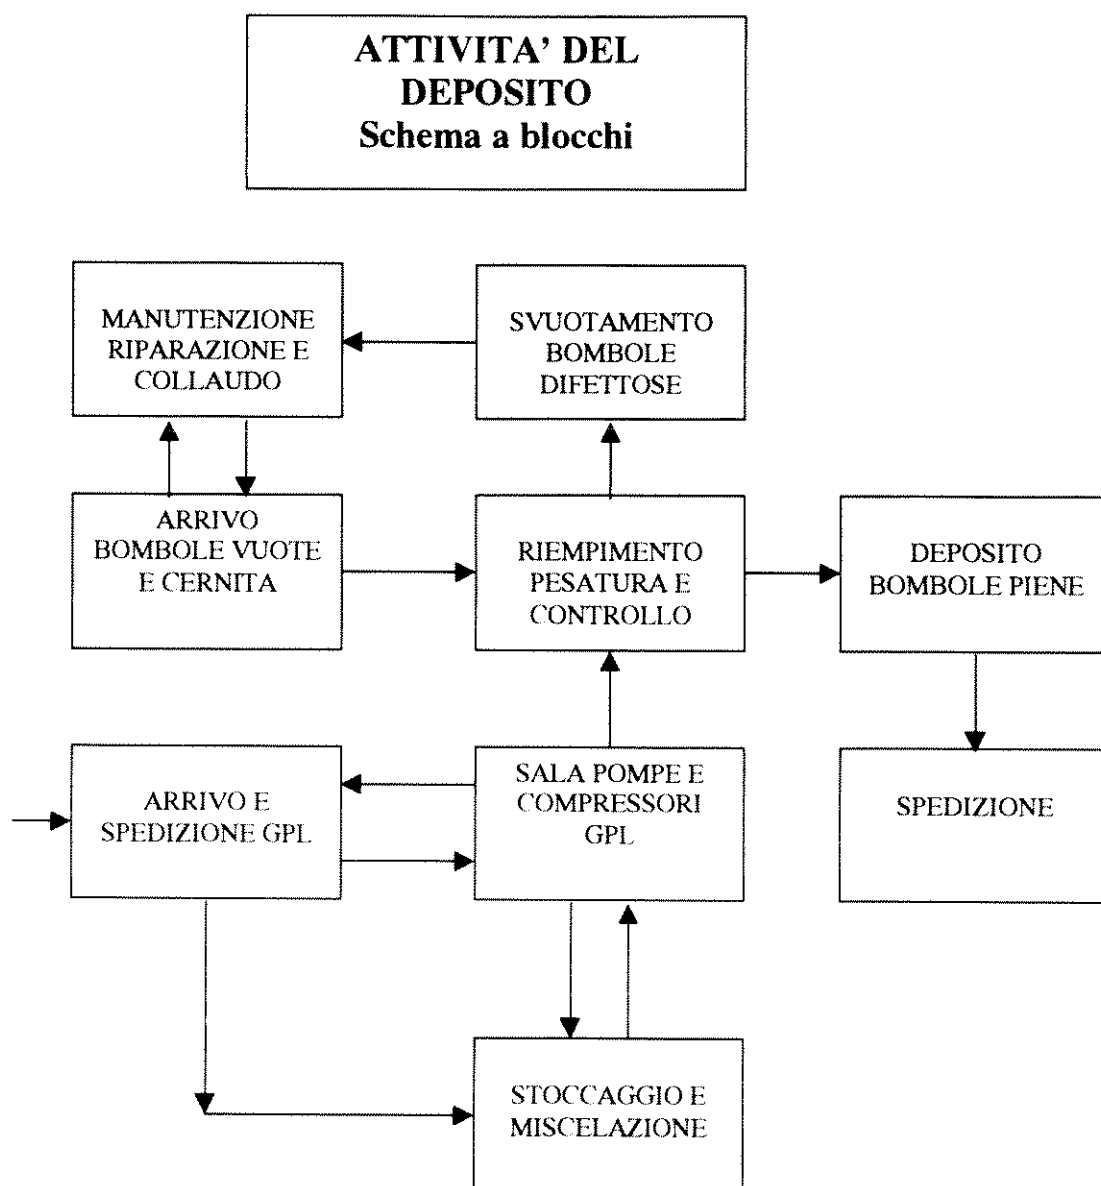 ATTIVITA' DEL
DEPOSITO
Schema a blocchi
MANUTENZIONE
RIPARAZIONE E
COLLAUDO
SVUOTAMENTO
BOMBOLE
DIFETTOSE
ARRIVO
BOMBOLE VUOTE
E CERNITA
RIEMPIMENTO
PESATURA E
CONTROLLO
DEPOSITO
BOMBOLE PIENE
ARRIVO E
SPEDIZIONE GPL
SALA POMPE E
COMPRESSORI
GPL
SPEDIZIONE
STOCCAGGIO E
MISCELAZIONE